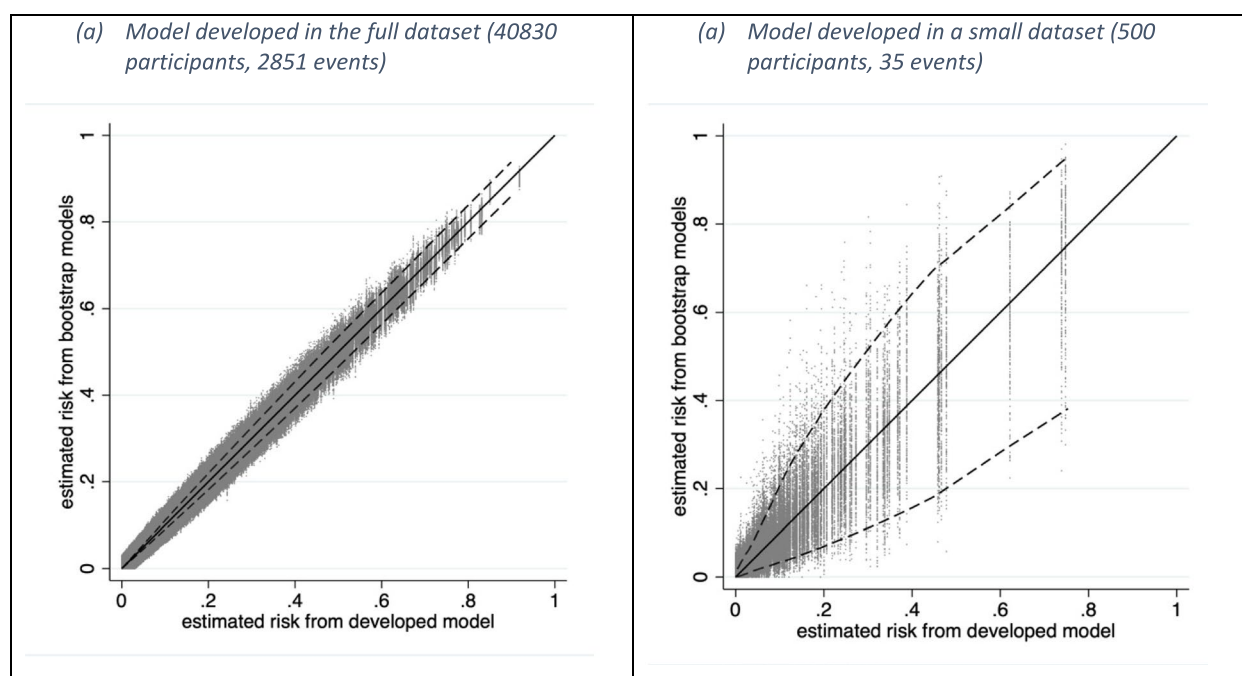 (a) Model developed in the full dataset (40830
participants, 2851 events)
estimated risk from bootstrap models
1
.8
.6
.4
.2
0
0 .2 .4 .6 .8 1
estimated risk from developed model
(a) Model developed in a small dataset (500
participants, 35 events)
estimated risk from bootstrap models
1
.8
.6
.4
.2
0
0 .2 .4 .6 .8 1
estimated risk from developed model